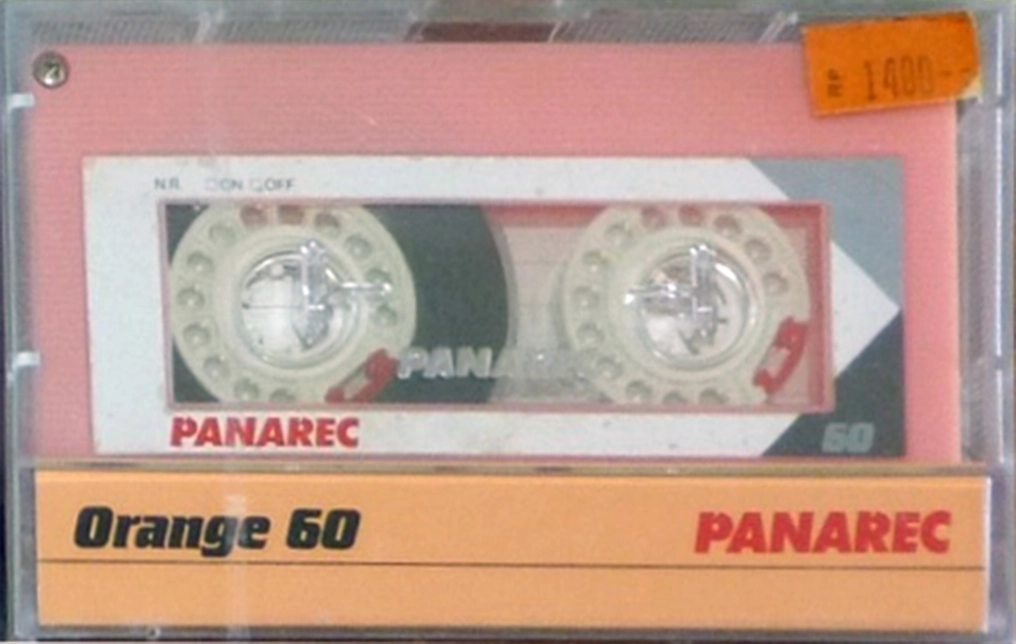 RP 1400-
N.R. □ON □OFF
PANAREC
PANAREC
60
Orange 60
PANAREC